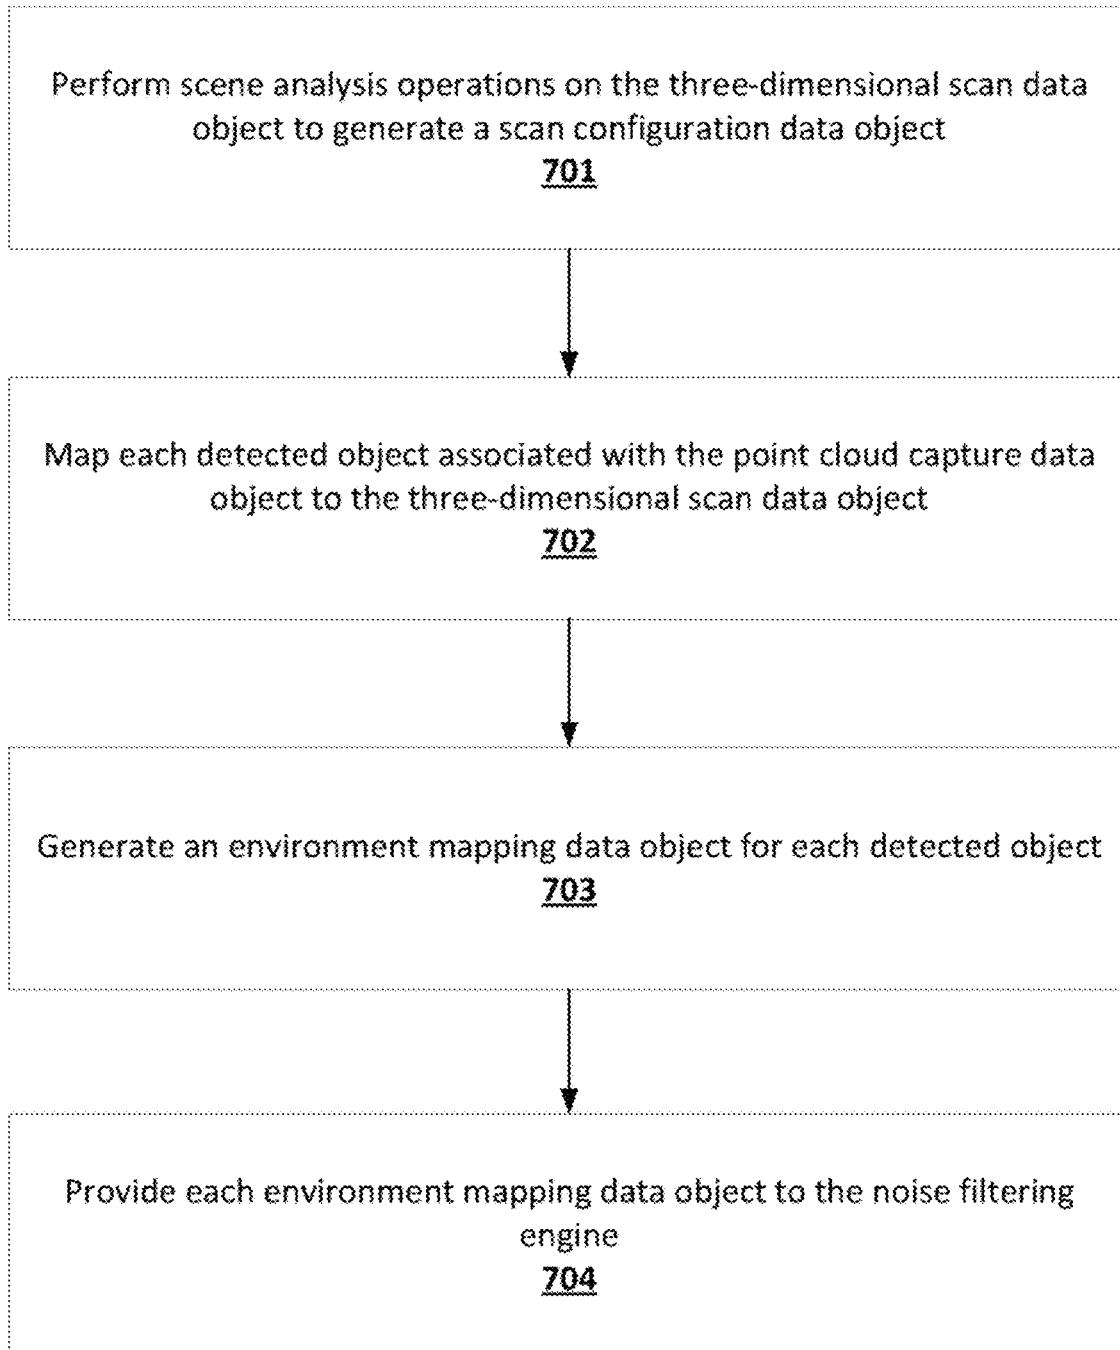 Perform scene analysis operations on the three-dimensional scan data
object to generate a scan configuration data object
701
Map each detected object associated with the point cloud capture data
object to the three-dimensional scan data object
702
Generate an environment mapping data object for each detected object
703
Provide each environment mapping data object to the noise filtering
engine
704